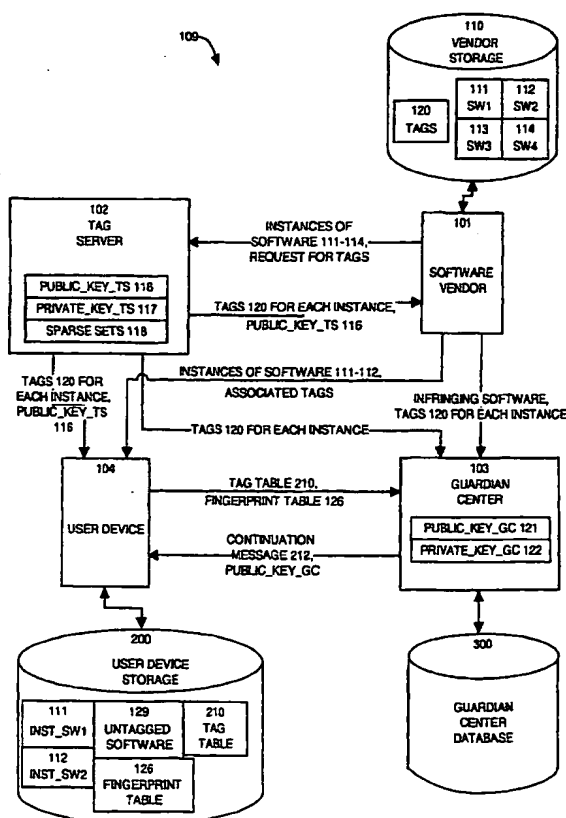 109
110
VENDOR
STORAGE
120
TAGS
111
SW1
112
SW2
113
SW3
114
SW4
102
TAG
SERVER
PUBLIC_KEY_TS 116
PRIVATE_KEY_TS 117
SPARSE SETS 118
INSTANCES OF
SOFTWARE 111-114,
REQUEST FOR TAGS
101
SOFTWARE
VENDOR
TAGS 120 FOR EACH INSTANCE,
PUBLIC_KEY_TS 116
TAGS 120 FOR
EACH INSTANCE,
PUBLIC_KEY_TS
116
INSTANCES OF SOFTWARE 111-112,
ASSOCIATED TAGS
INFRINGING SOFTWARE,
TAGS 120 FOR EACH INSTANCE
TAGS 120 FOR EACH INSTANCE
104
USER DEVICE
TAG TABLE 210,
FINGERPRINT TABLE 126
CONTINUATION
MESSAGE 212,
PUBLIC_KEY_GC
103
GUARDIAN
CENTER
PUBLIC_KEY_GC 121
PRIVATE_KEY_GC 122
200
USER DEVICE
STORAGE
111
INST_SW1
129
UNTAGGED
SOFTWARE
210
TAG
TABLE
112
INST_SW2
126
FINGERPRINT
TABLE
300
GUARDIAN
CENTER
DATABASE